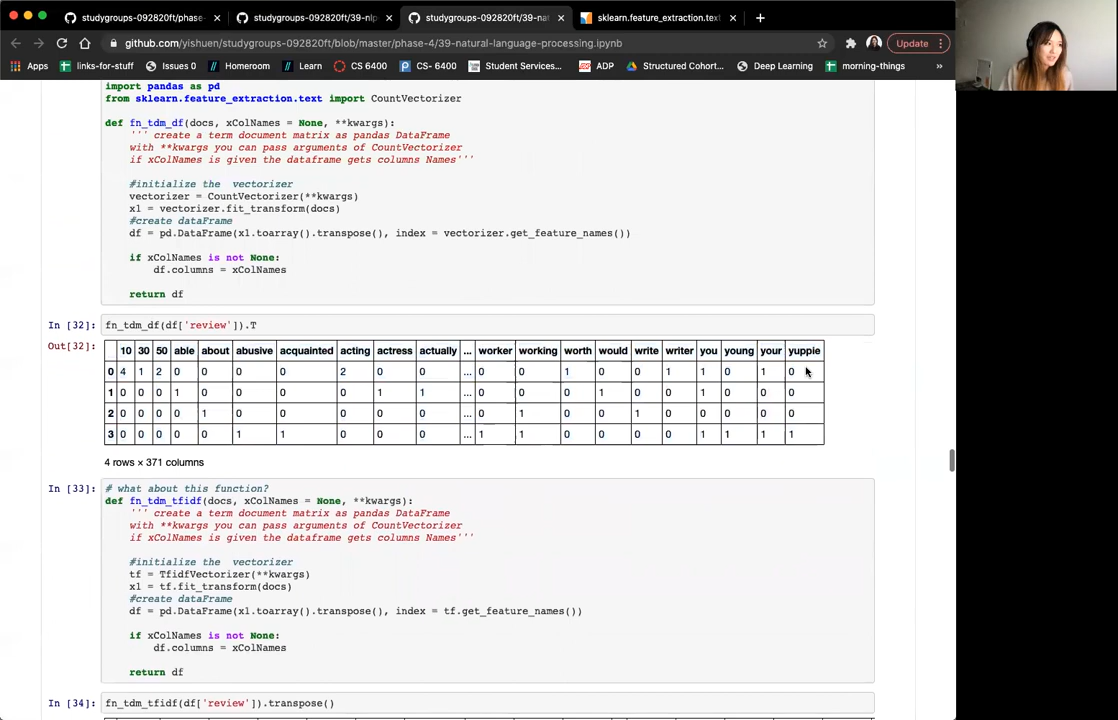 studygroups-092820ft/phase-
studygroups-092820ft/39-nlp
studygroups-092820ft/39-nat
sklearn.feature_extraction.text
github.com/yishuen/studygroups-092820ft/blob/master/phase-4/39-natural-language-processing.ipynb
Update
Apps links-for-stuff Issues 0 Homeroom Learn CS 6400 CS- 6400 Student Services... ADP Structured Cohort... Deep Learning morning-things »
import pandas as pd
from sklearn.feature_extraction.text import CountVectorizer
def fn_tdm_df(docs, xColNames = None, **kwargs):
''' create a term document matrix as pandas DataFrame
with **kwargs you can pass arguments of CountVectorizer
if xColNames is given the dataframe gets columns Names'''
#initialize the  vectorizer
vectorizer = CountVectorizer(**kwargs)
x1 = vectorizer.fit_transform(docs)
#create dataFrame
df = pd.DataFrame(x1.toarray().transpose(), index = vectorizer.get_feature_names())
if xColNames is not None:
df.columns = xColNames
return df
In [32]: fn_tdm_df(df['review']).T
Out[32]:
10 30 50 able about abusive acquainted acting actress actually ... worker working worth would write writer you young your yuppie
0 4 1 2 0 0 0 0 2 0 0 ... 0 0 1 0 0 1 1 0 1 0
1 0 0 0 1 0 0 0 0 1 1 ... 0 0 0 1 0 0 1 0 0 0
2 0 0 0 0 1 0 0 0 0 0 ... 0 1 0 0 1 0 0 0 0 0
3 0 0 0 0 0 1 1 0 0 0 ... 1 1 0 0 0 0 1 1 1 1
4 rows × 371 columns
In [33]: # what about this function?
def fn_tdm_tfidf(docs, xColNames = None, **kwargs):
''' create a term document matrix as pandas DataFrame
with **kwargs you can pass arguments of CountVectorizer
if xColNames is given the dataframe gets columns Names'''
#initialize the  vectorizer
tf = TfidfVectorizer(**kwargs)
x1 = tf.fit_transform(docs)
#create dataFrame
df = pd.DataFrame(x1.toarray().transpose(), index = tf.get_feature_names())
if xColNames is not None:
df.columns = xColNames
return df
In [34]: fn_tdm_tfidf(df['review']).transpose()